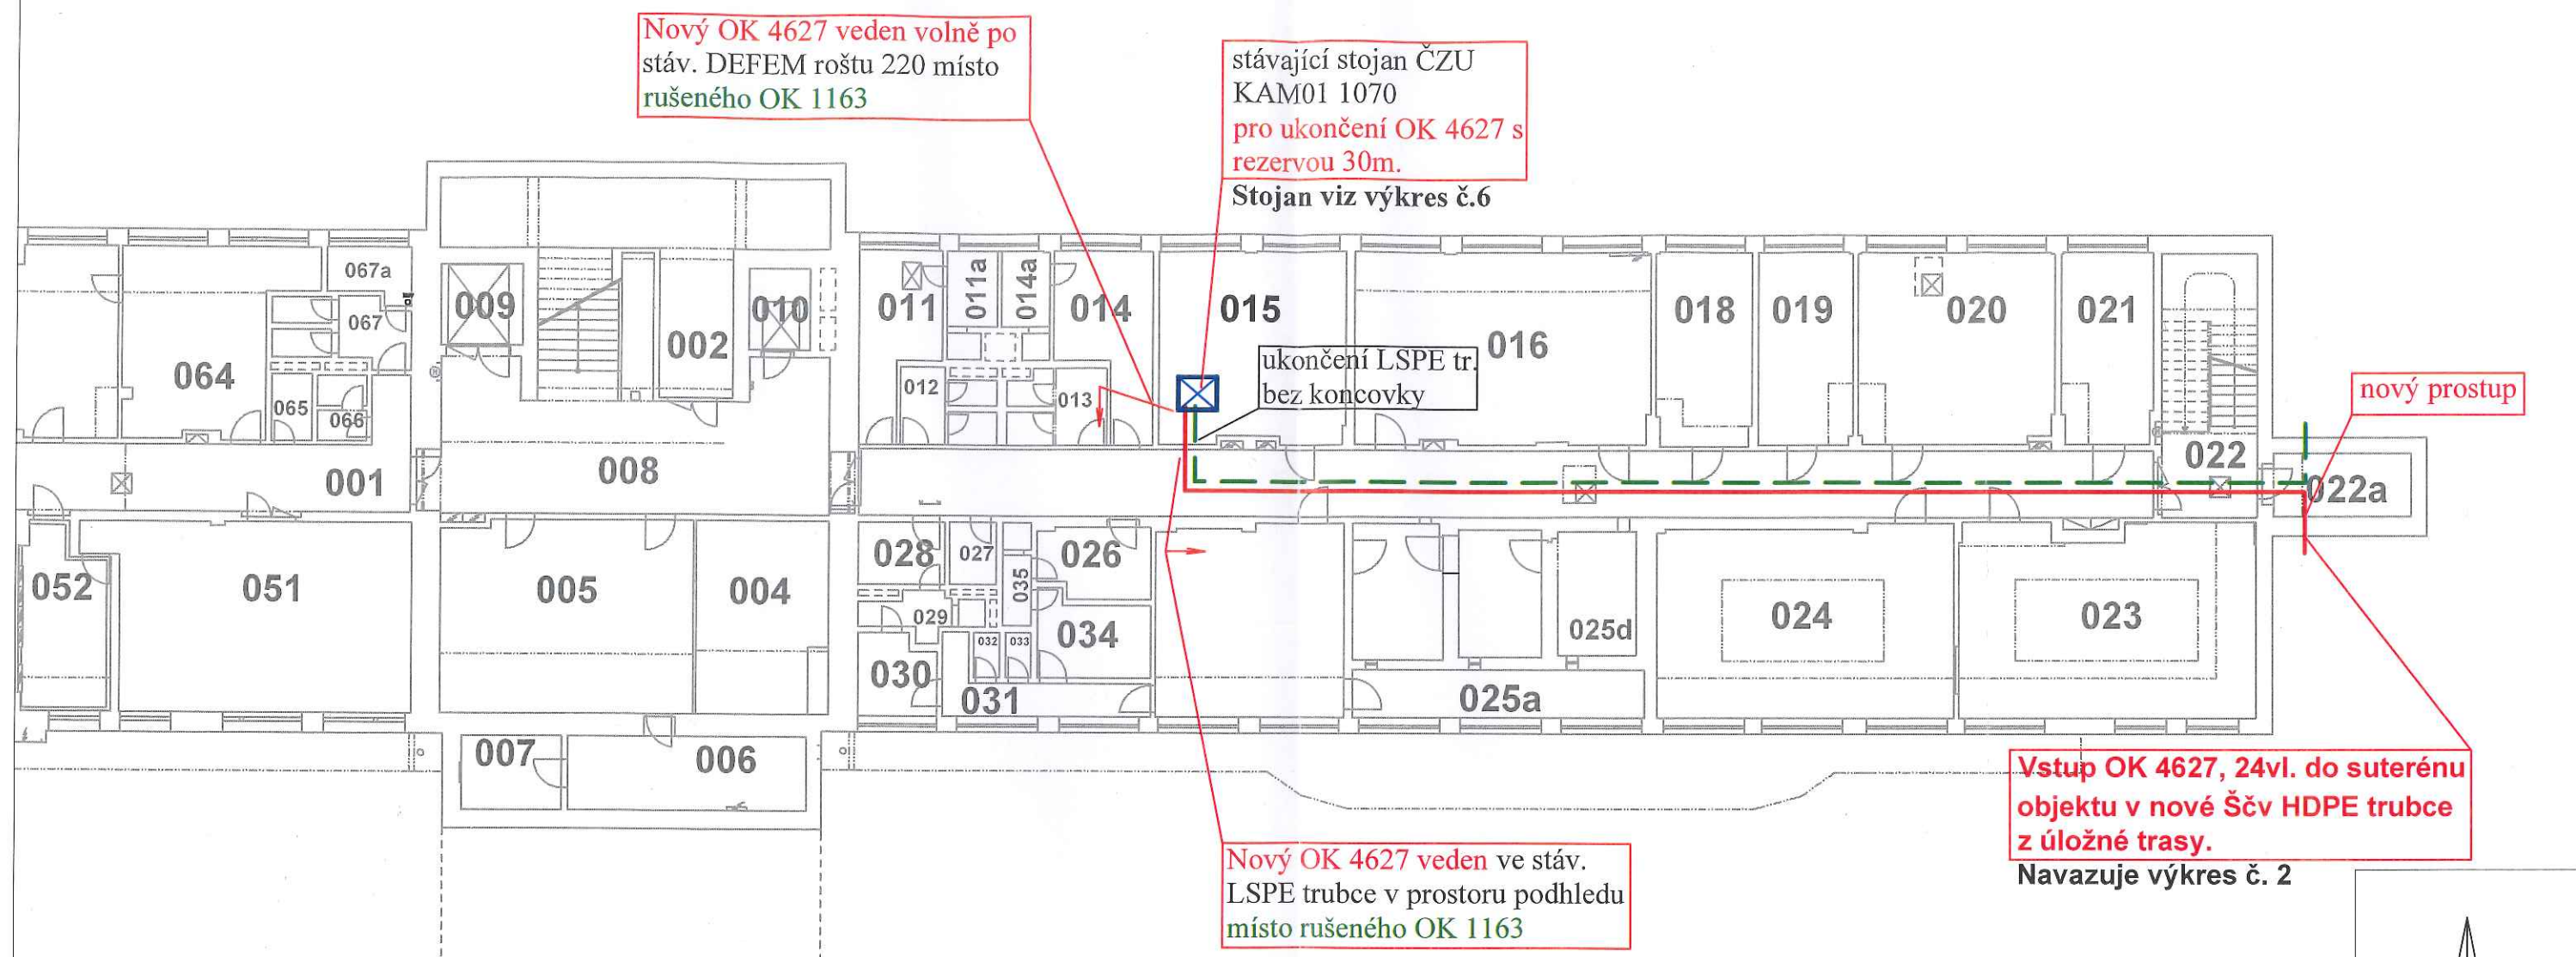 Nový OK 4627 veden volně po
stáv. DEFEM roštu 220 místo
rušeného OK 1163
stávající stojan ČZU
KAM01 1070
pro ukončení OK 4627 s
rezervou 30m.
Stojan viz výkres č.6
067a
009
010
011
011a
014a
014
015
016
018
019
020
021
067
002
064
ukončení LSPE tr.
bez koncovky
012
013
065
066
nový prostup
001
008
022
022a
052
051
005
004
028
027
035
026
029
032
033
034
025d
024
023
030
031
025a
007
006
Vstup OK 4627, 24vl. do suterénu
objektu v nové Ščv HDPE trubce
z úložné trasy.
Navazuje výkres č. 2
Nový OK 4627 veden ve stáv.
LSPE trubce v prostoru podhledu
místo rušeného OK 1163